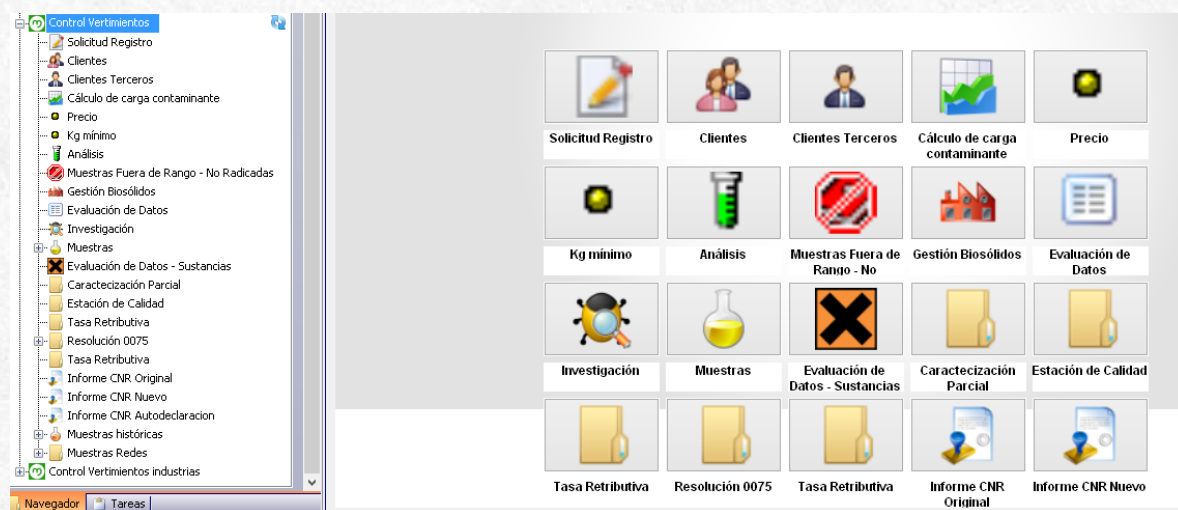 Control Vertimientos
Solicitud Registro
Clientes
Clientes Terceros
Cálculo de carga contaminante
Precio
Kg mínimo
Análisis
Muestras Fuera de Rango - No Radicadas
Gestión Biosólidos
Evaluación de Datos
Investigación
Muestras
Evaluación de Datos - Sustancias
Caractecización Parcial
Estación de Calidad
Tasa Retributiva
Resolución 0075
Tasa Retributiva
Informe CNR Original
Informe CNR Nuevo
Informe CNR Autodeclaracion
Muestras históricas
Muestras Redes
Control Vertimientos industrias
Navegador
Tareas
Solicitud Registro
Clientes
Clientes Terceros
Cálculo de carga
contaminante
Precio
Kg mínimo
Análisis
Muestras Fuera de
Rango - No
Gestión Biosólidos
Evaluación de
Datos
Investigación
Muestras
Evaluación de
Datos - Sustancias
Caractecización
Parcial
Estación de Calidad
Tasa Retributiva
Resolución 0075
Tasa Retributiva
Informe CNR
Original
Informe CNR Nuevo